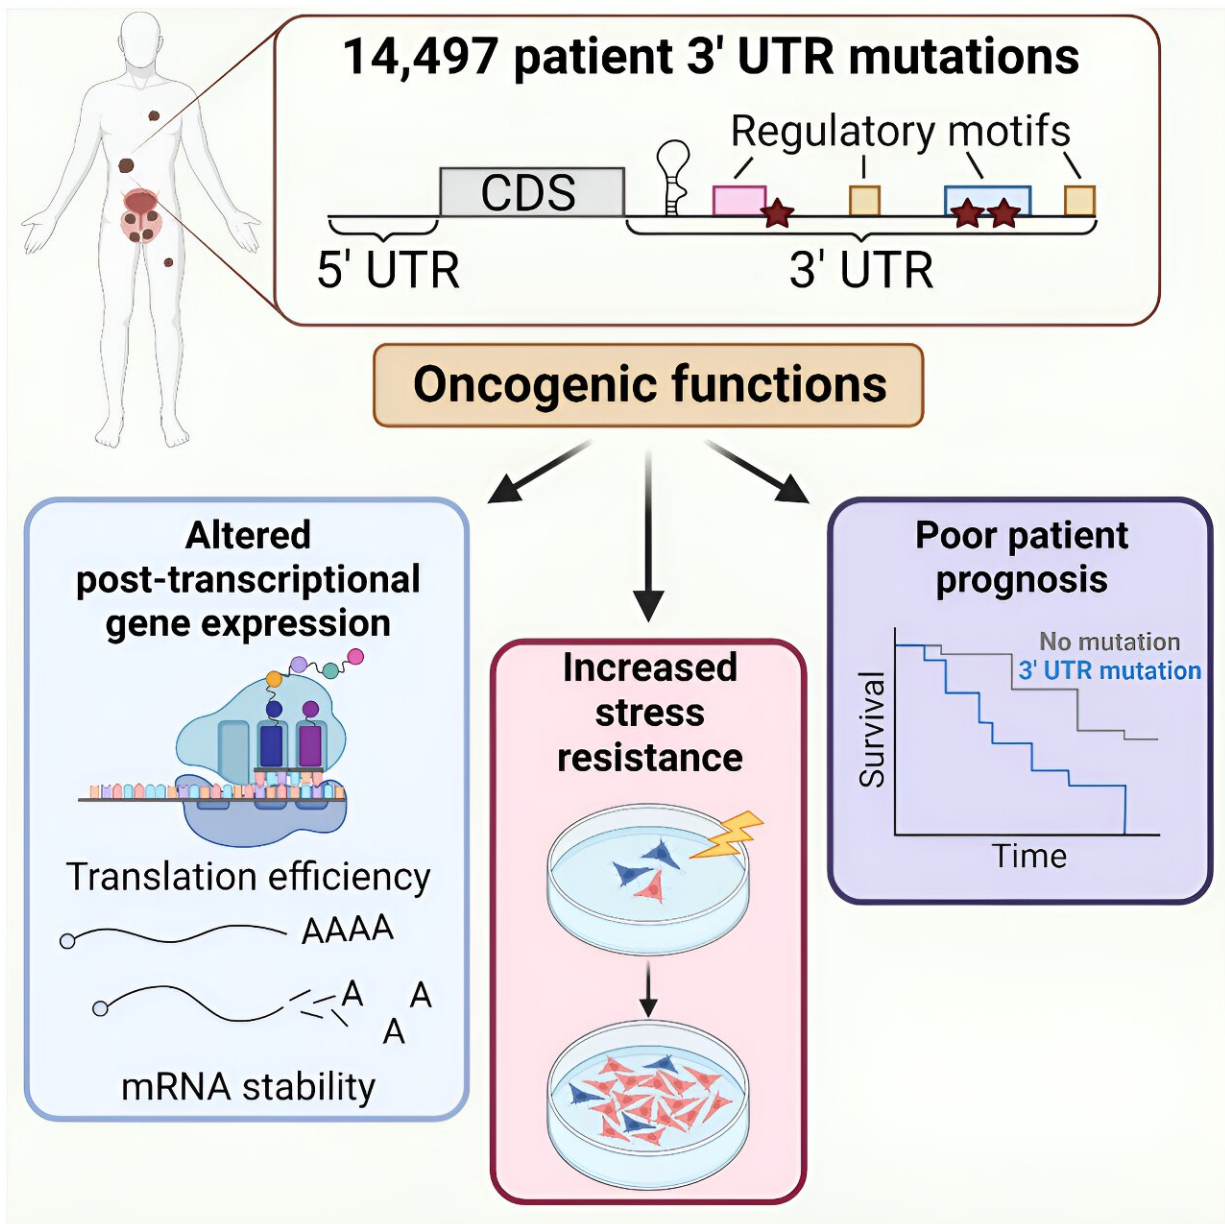 14,497 patient 3' UTR mutations
Regulatory motifs
CDS
5' UTR
3' UTR
Oncogenic functions
Altered
post-transcriptional
gene expression
Translation efficiency
AAAA
A
A
A
mRNA stability
Increased
stress
resistance
Poor patient
prognosis
No mutation
3' UTR mutation
Survival
Time